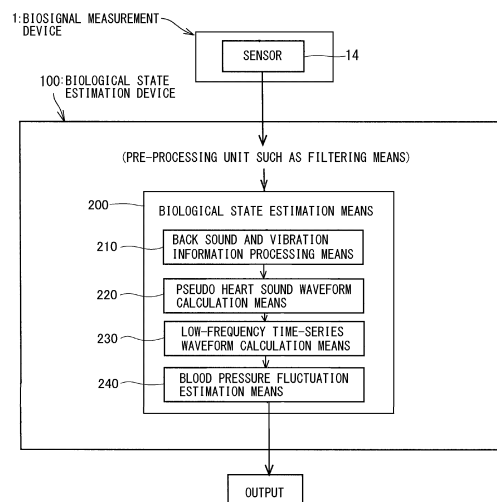 1:BIOSIGNAL MEASUREMENT
DEVICE
SENSOR
14
100:BIOLOGICAL STATE
ESTIMATION DEVICE
(PRE-PROCESSING UNIT SUCH AS FILTERING MEANS)
200
BIOLOGICAL STATE ESTIMATION MEANS
210
BACK SOUND AND VIBRATION
INFORMATION PROCESSING MEANS
220
PSEUDO HEART SOUND WAVEFORM
CALCULATION MEANS
230
LOW-FREQUENCY TIME-SERIES
WAVEFORM CALCULATION MEANS
240
BLOOD PRESSURE FLUCTUATION
ESTIMATION MEANS
OUTPUT